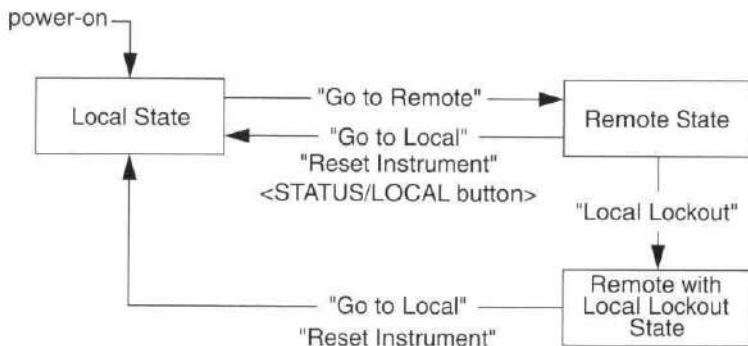 power-on
Local State
"Go to Remote"
Remote State
"Go to Local"
"Reset Instrument"
<STATUS/LOCAL button>
"Local Lockout"
Remote with
Local Lockout
State
"Go to Local"
"Reset Instrument"